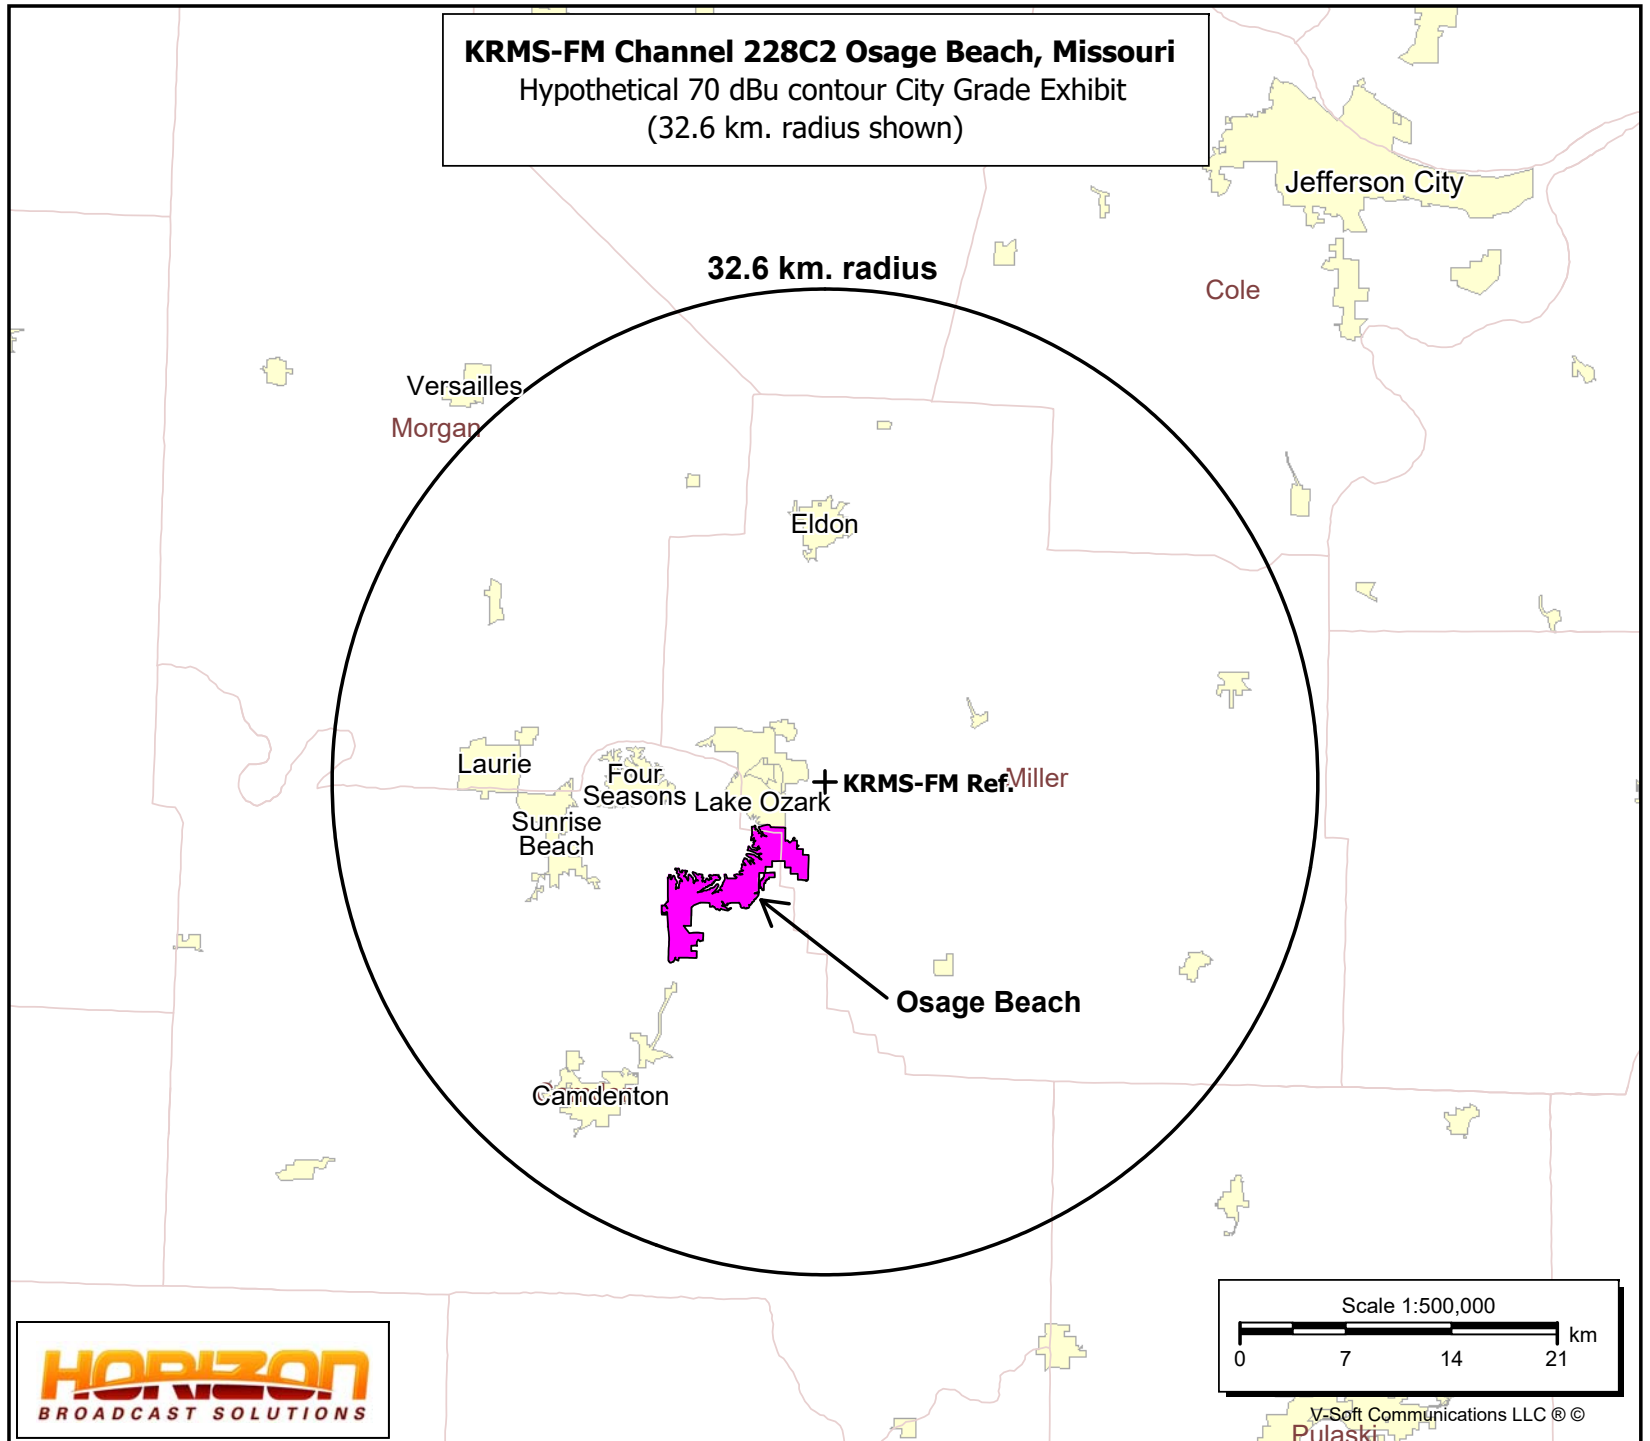 KRMS-FM Channel 228C2 Osage Beach, Missouri
Hypothetical 70 dBu contour City Grade Exhibit
(32.6 km. radius shown)
Jefferson City
32.6 km. radius
Cole
Versailles
Morgan
Eldon
Laurie
Four
Seasons
Lake Ozark
KRMS-FM Ref.
Miller
Sunrise
Beach
Osage Beach
Camdenton
Scale 1:500,000
km
0 7 14 21
HORIZON
BROADCAST SOLUTIONS
V-Soft Communications LLC ® ©
Pulaski